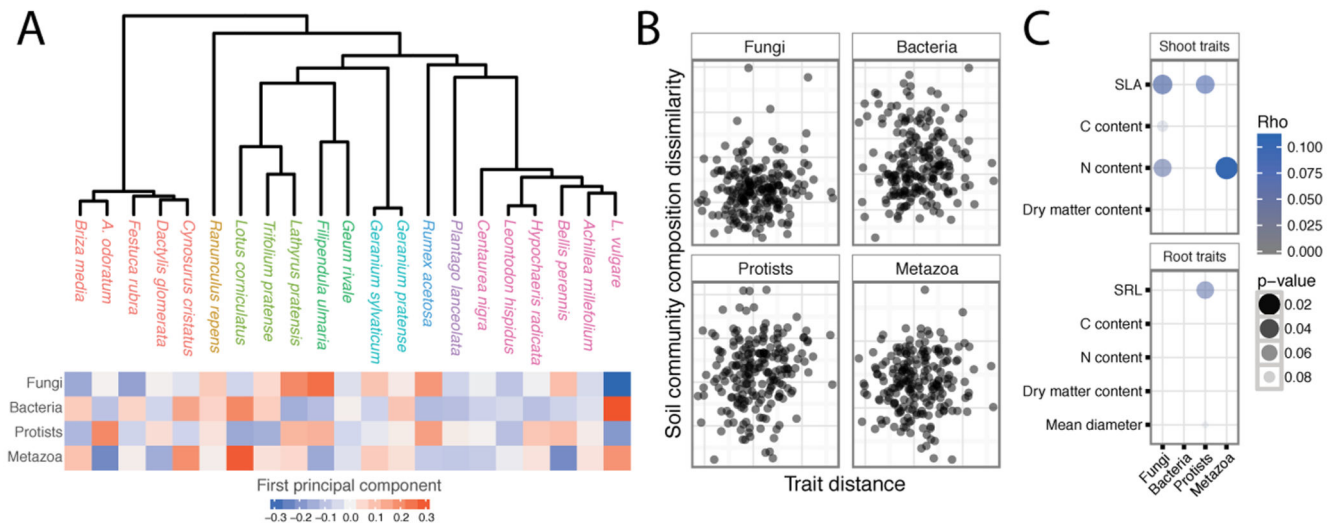 A
Briza media
A. odoratum
Festuca rubra
Dactylis glomerata
Cynosurus cristatus
Ranunculus repens
Lotus corniculatus
Trifolium pratense
Lathyrus pratensis
Filipendula ulmaria
Geum rivale
Geranium sylvaticum
Geranium pratense
Rumex acetosa
Plantago lanceolata
Centaurea nigra
Leontodon hispidus
Hypochaeris radicata
Bellis perennis
Achillea millefolium
L. vulgare
Fungi
Bacteria
Protists
Metazoa
First principal component
−0.3 −0.2 −0.1 0.0 0.1 0.2 0.3
B
Soil community composition dissimilarity
Fungi
Bacteria
Protists
Metazoa
Trait distance
C
Shoot traits
SLA
C content
N content
Dry matter content
Root traits
SRL
C content
N content
Dry matter content
Mean diameter
Fungi
Bacteria
Protists
Metazoa
Rho
0.100
0.075
0.050
0.025
0.000
p−value
0.02
0.04
0.06
0.08